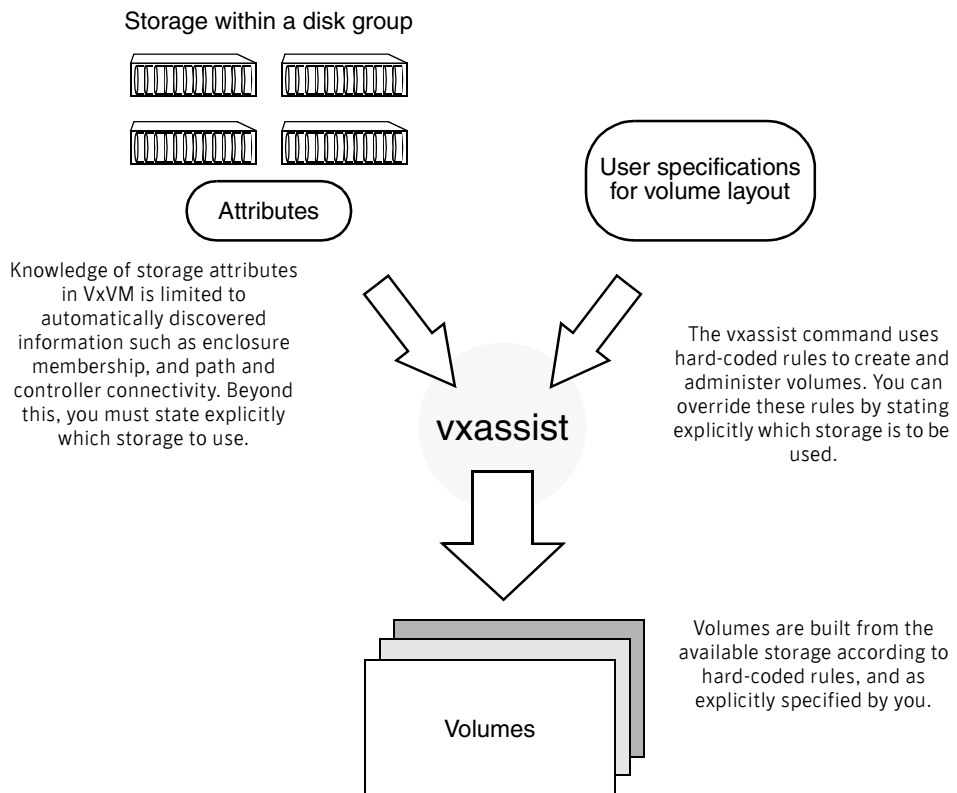 Storage within a disk group
Attributes
User specifications
for volume layout
Knowledge of storage attributes
in VxVM is limited to
automatically discovered
information such as enclosure
membership, and path and
controller connectivity. Beyond
this, you must state explicitly
which storage to use.
The vxassist command uses
hard-coded rules to create and
administer volumes. You can
override these rules by stating
explicitly which storage is to be
used.
vxassist
Volumes are built from the
available storage according to
hard-coded rules, and as
explicitly specified by you.
Volumes